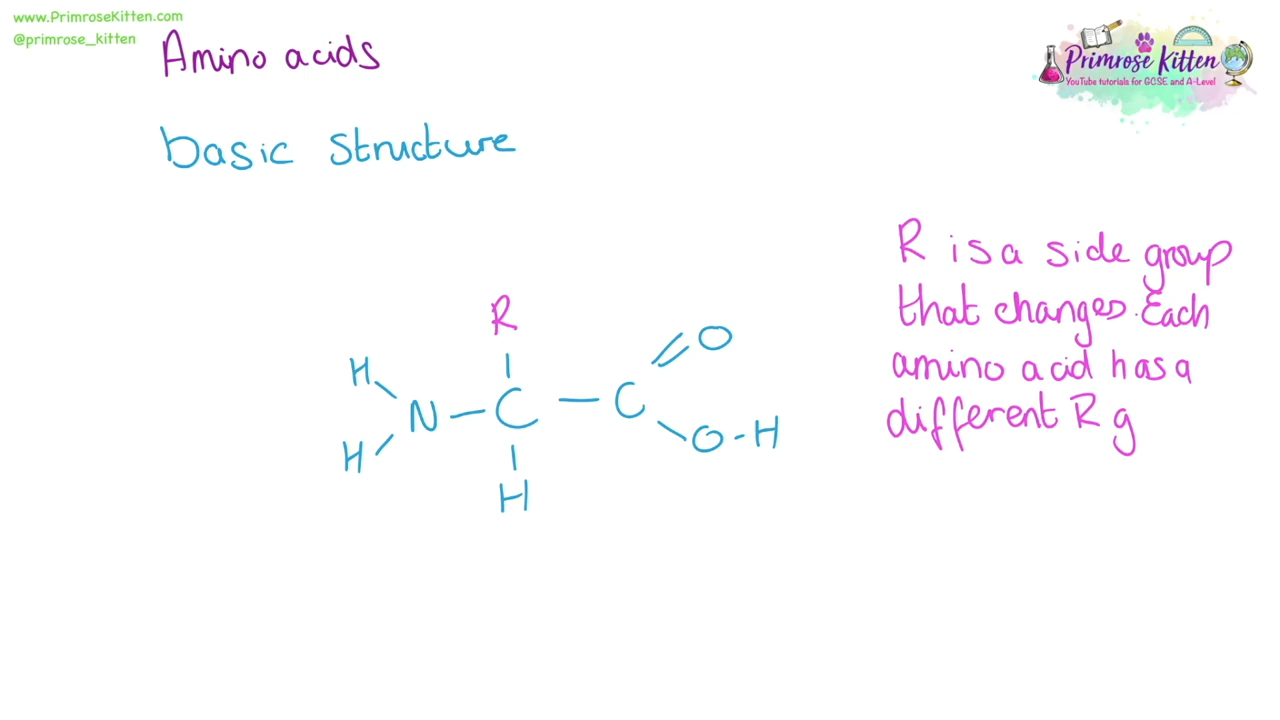 www.PrimroseKitten.com
@primrose_kitten
Amino acids
Primrose Kitten
YouTube tutorials for GCSE and A-Level
basic structure
R is a side group
that changes. Each
amino acid has a
different R g
R
H
O
N
C
C
H
O
H
H